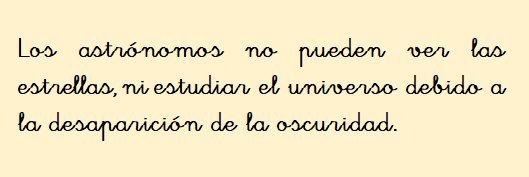 Los astrónomos no pueden ver las
estrellas, ni estudiar el universo debido a
la desaparición de la oscuridad.